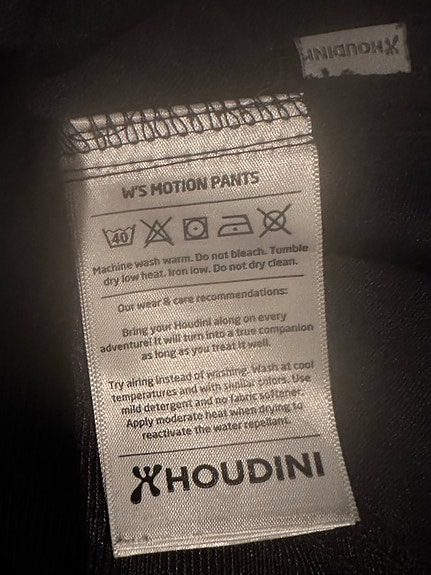 HOUDINI
W'S MOTION PANTS
40
Machine wash warm. Do not bleach. Tumble
dry low heat. Iron low. Do not dry clean.
Our wear & care recommendations:
Bring your Houdini along on every
adventure! It will turn into a true companion
as long as you treat it well.
Try airing instead of washing. Wash at cool
temperatures and with similar colors. Use
mild detergent and no fabric softener.
Apply moderate heat when drying to
reactivate the water repellant.
HOUDINI